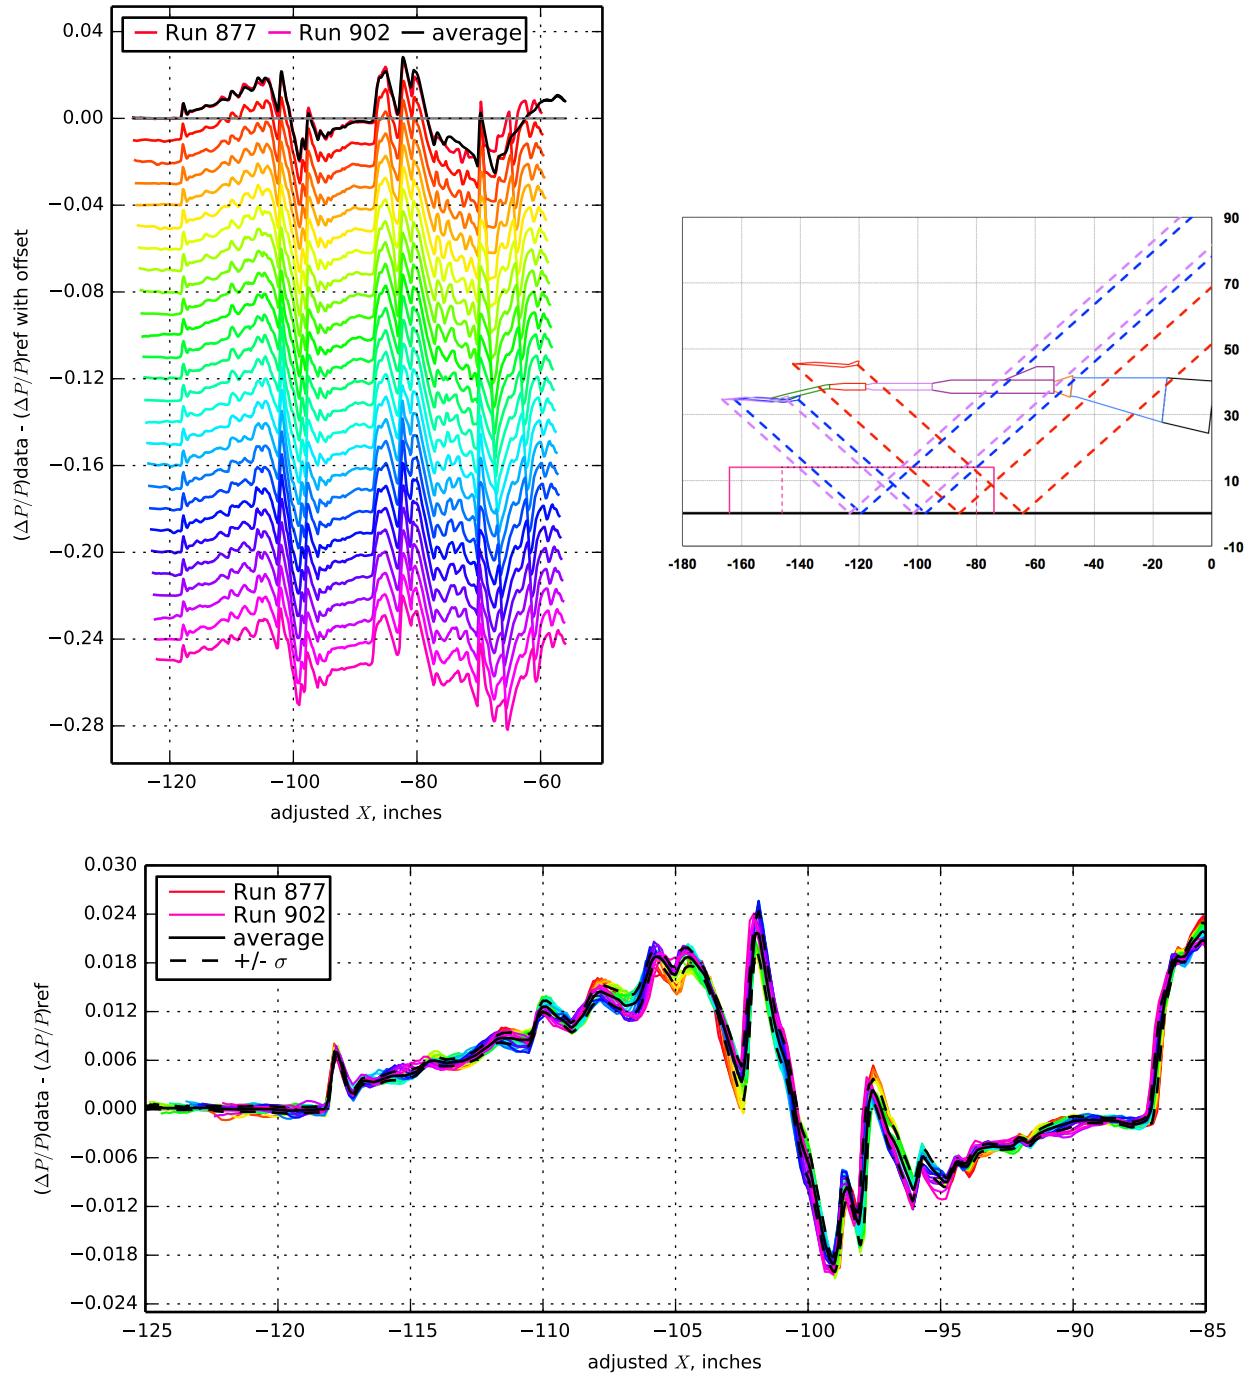 Run 877 Run 902 average
0.04
0.00
−0.04
−0.08
−0.12
−0.16
−0.20
−0.24
−0.28
(ΔP/P)data - (ΔP/P)ref with offset
−120 −100 −80 −60
adjusted X, inches
90
70
50
30
10
-10
-180 -160 -140 -120 -100 -80 -60 -40 -20 0
Run 877
Run 902
average
+/- σ
0.030
0.024
0.018
0.012
0.006
0.000
−0.006
−0.012
−0.018
−0.024
(ΔP/P)data - (ΔP/P)ref
−125 −120 −115 −110 −105 −100 −95 −90 −85
adjusted X, inches